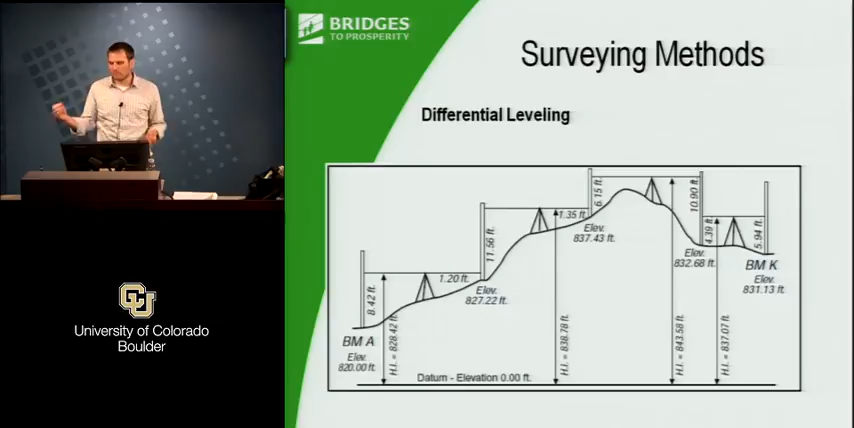 BRIDGES
TO PROSPERITY
Surveying Methods
Differential Leveling
8.42 ft.
1.20 ft.
11.56 ft.
1.35 ft.
6.15 ft.
10.90 ft.
4.39 ft.
5.94 ft.
BM A
Elev.
820.00 ft.
H.I. = 828.42 ft.
Elev.
827.22 ft.
H.I. = 838.78 ft.
Elev.
837.43 ft.
H.I. = 843.58 ft.
Elev.
832.68 ft.
H.I. = 837.07 ft.
BM K
Elev.
831.13 ft.
Datum - Elevation 0.00 ft.
CU
University of Colorado
Boulder